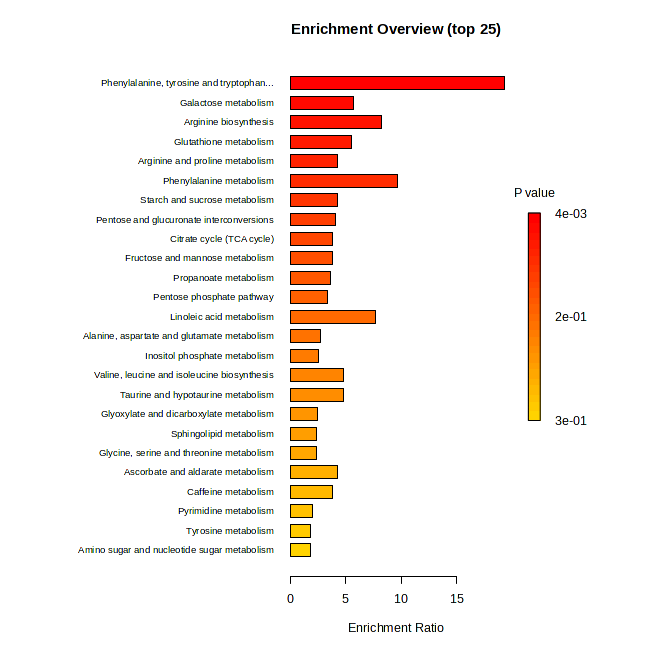 Enrichment Overview (top 25)
Phenylalanine, tyrosine and tryptophan...
Galactose metabolism
Arginine biosynthesis
Glutathione metabolism
Arginine and proline metabolism
Phenylalanine metabolism
Starch and sucrose metabolism
Pentose and glucuronate interconversions
Citrate cycle (TCA cycle)
Fructose and mannose metabolism
Propanoate metabolism
Pentose phosphate pathway
Linoleic acid metabolism
Alanine, aspartate and glutamate metabolism
Inositol phosphate metabolism
Valine, leucine and isoleucine biosynthesis
Taurine and hypotaurine metabolism
Glyoxylate and dicarboxylate metabolism
Sphingolipid metabolism
Glycine, serine and threonine metabolism
Ascorbate and aldarate metabolism
Caffeine metabolism
Pyrimidine metabolism
Tyrosine metabolism
Amino sugar and nucleotide sugar metabolism
0 5 10 15
Enrichment Ratio
P value
4e-03
2e-01
3e-01